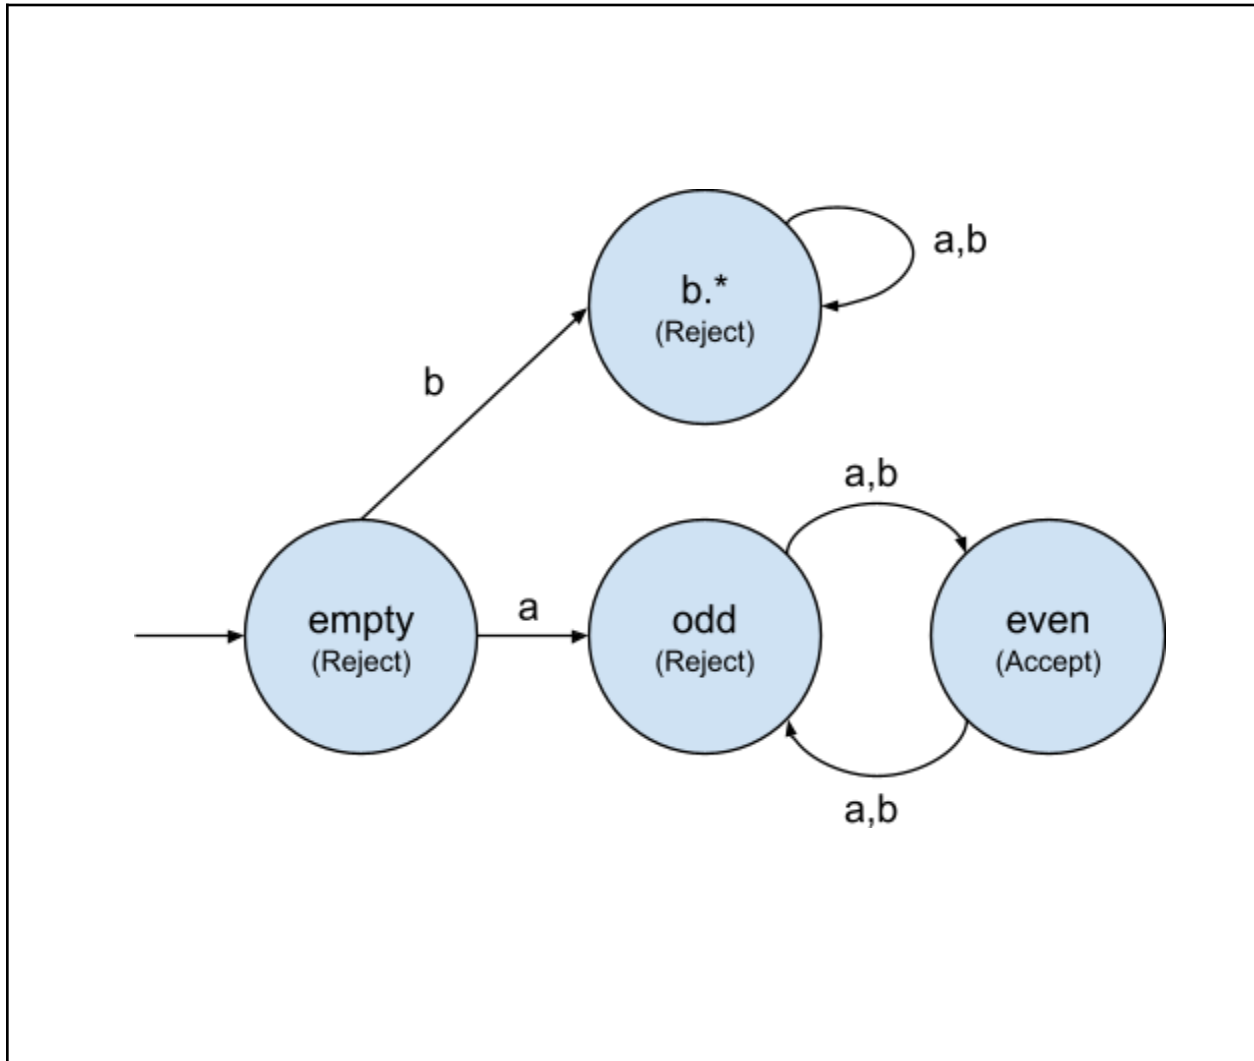 b.*
(Reject)
a,b
b
a,b
empty
(Reject)
a
odd
(Reject)
even
(Accept)
a,b